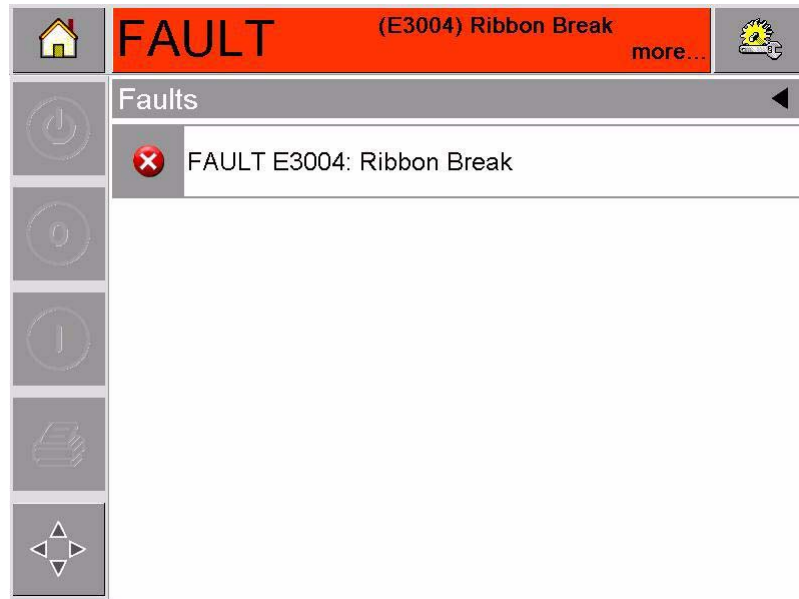 FAULT
(E3004) Ribbon Break
more...
Faults
FAULT E3004: Ribbon Break